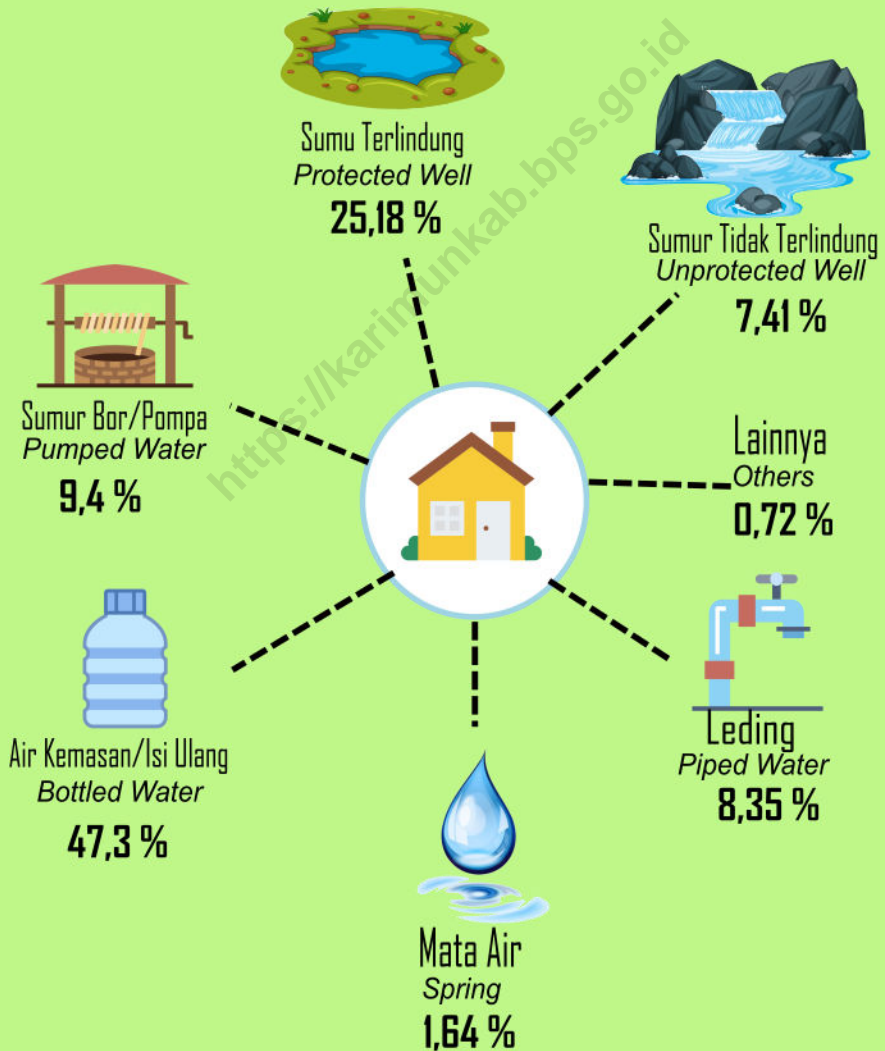 Sumu Terlindung
Protected Well
25,18 %
Sumur Tidak Terlindung
Unprotected Well
7,41 %
Sumur Bor/Pompa
Pumped Water
9,4 %
Lainnya
Others
0,72 %
Air Kemasan/Isi Ulang
Bottled Water
47,3 %
Leding
Piped Water
8,35 %
Mata Air
Spring
1,64 %
https://karimunkab.bps.go.id